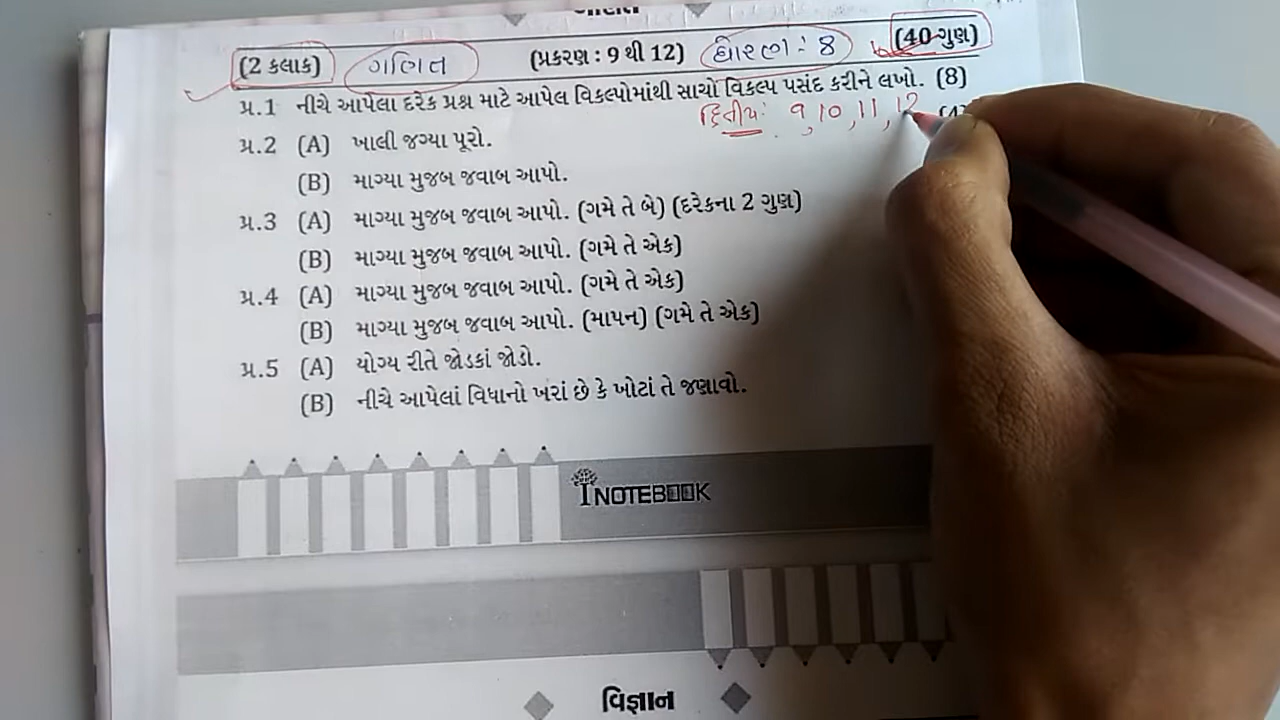 (2 કલાક) ગણિત (પ્રકરણ : 9 થી 12) ધોરણ : 8 (40 ગુણ)
પ્ર.1 નીચે આપેલા દરેક પ્રશ્ન માટે આપેલ વિકલ્પોમાંથી સાચો વિકલ્પ પસંદ કરીને લખો. (8)
દ્વિતીય: 9, 10, 11, 12
પ્ર.2 (A) ખાલી જગ્યા પૂરો. (4)
(B) માગ્યા મુજબ જવાબ આપો.
પ્ર.3 (A) માગ્યા મુજબ જવાબ આપો. (ગમે તે બે) (દરેકના 2 ગુણ)
(B) માગ્યા મુજબ જવાબ આપો. (ગમે તે એક)
પ્ર.4 (A) માગ્યા મુજબ જવાબ આપો. (ગમે તે એક)
(B) માગ્યા મુજબ જવાબ આપો. (માપન) (ગમે તે એક)
પ્ર.5 (A) યોગ્ય રીતે જોડકાં જોડો.
(B) નીચે આપેલાં વિધાનો ખરાં છે કે ખોટાં તે જણાવો.
INOTEBOOK
વિજ્ઞાન